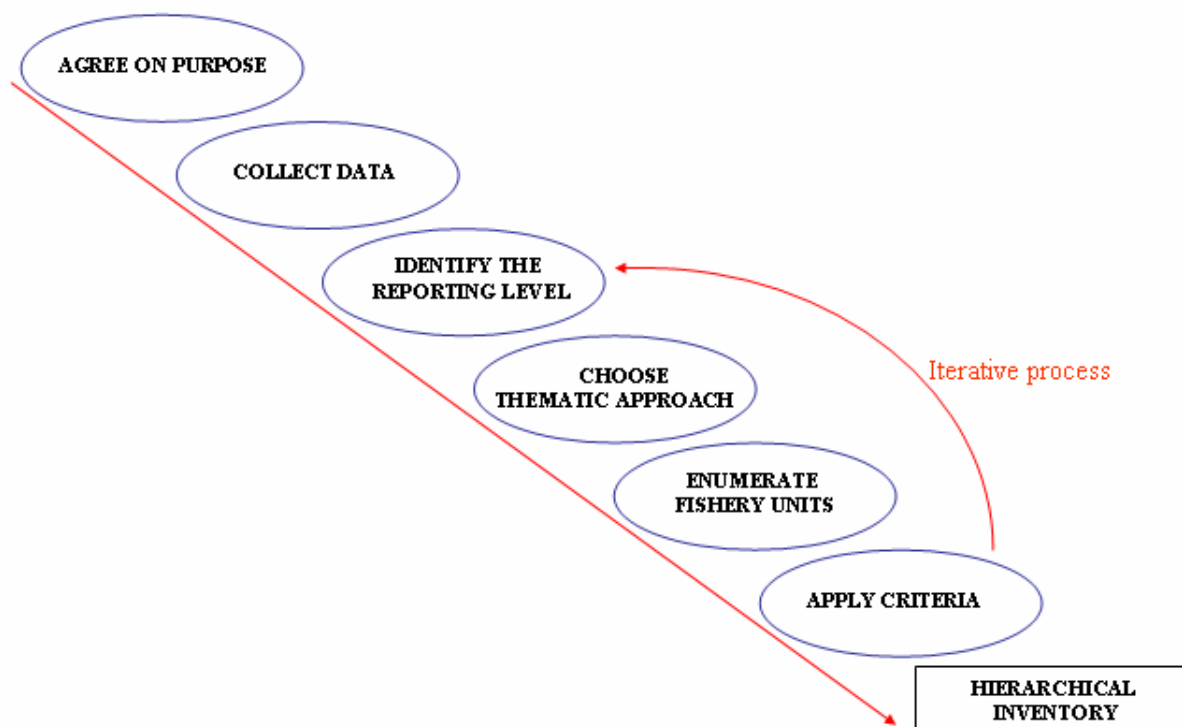 AGREE ON PURPOSE
COLLECT DATA
IDENTIFY THE
REPORTING LEVEL
CHOOSE
THEMATIC APPROACH
Iterative process
ENUMERATE
FISHERY UNITS
APPLY CRITERIA
HIERARCHICAL
INVENTORY